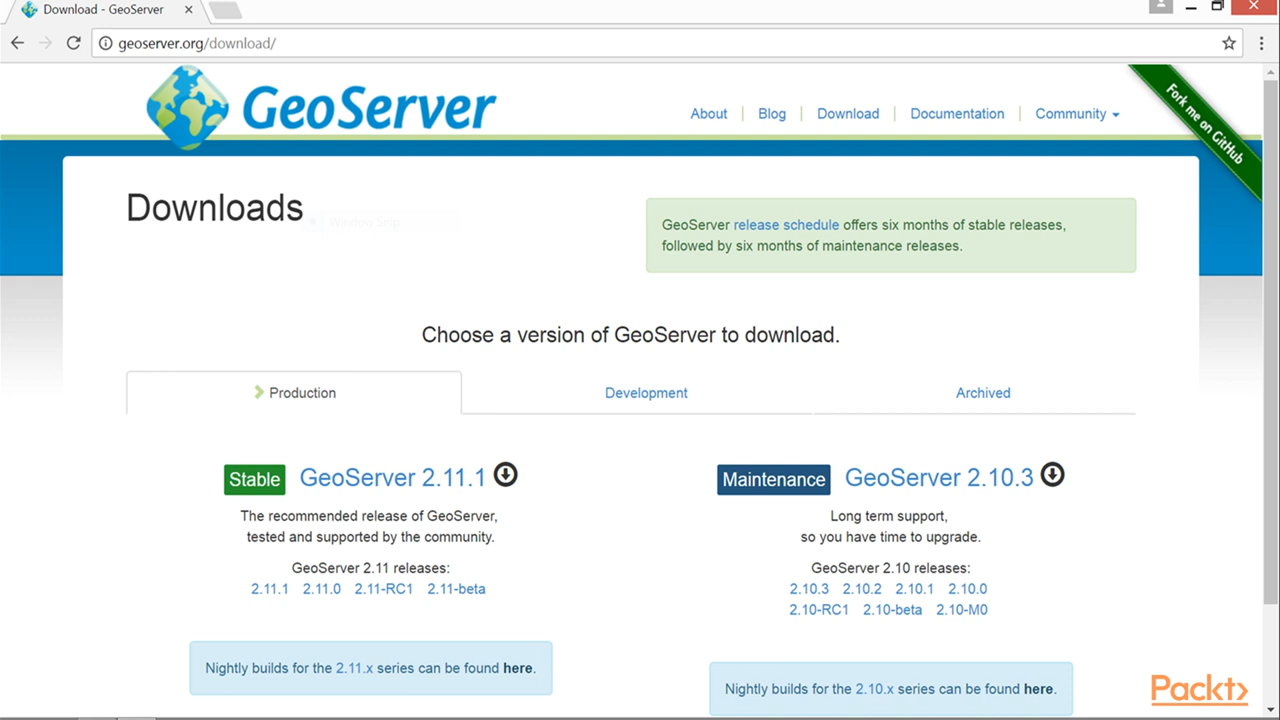 Download - GeoServer
geoserver.org/download/
GeoServer
About
Blog
Download
Documentation
Community
Fork me on GitHub
Downloads
Window Snip
GeoServer release schedule offers six months of stable releases,
followed by six months of maintenance releases.
Choose a version of GeoServer to download.
Production
Development
Archived
Stable GeoServer 2.11.1
The recommended release of GeoServer,
tested and supported by the community.
GeoServer 2.11 releases:
2.11.1 2.11.0 2.11-RC1 2.11-beta
Nightly builds for the 2.11.x series can be found here.
Maintenance GeoServer 2.10.3
Long term support,
so you have time to upgrade.
GeoServer 2.10 releases:
2.10.3 2.10.2 2.10.1 2.10.0
2.10-RC1 2.10-beta 2.10-M0
Nightly builds for the 2.10.x series can be found here.
Packt